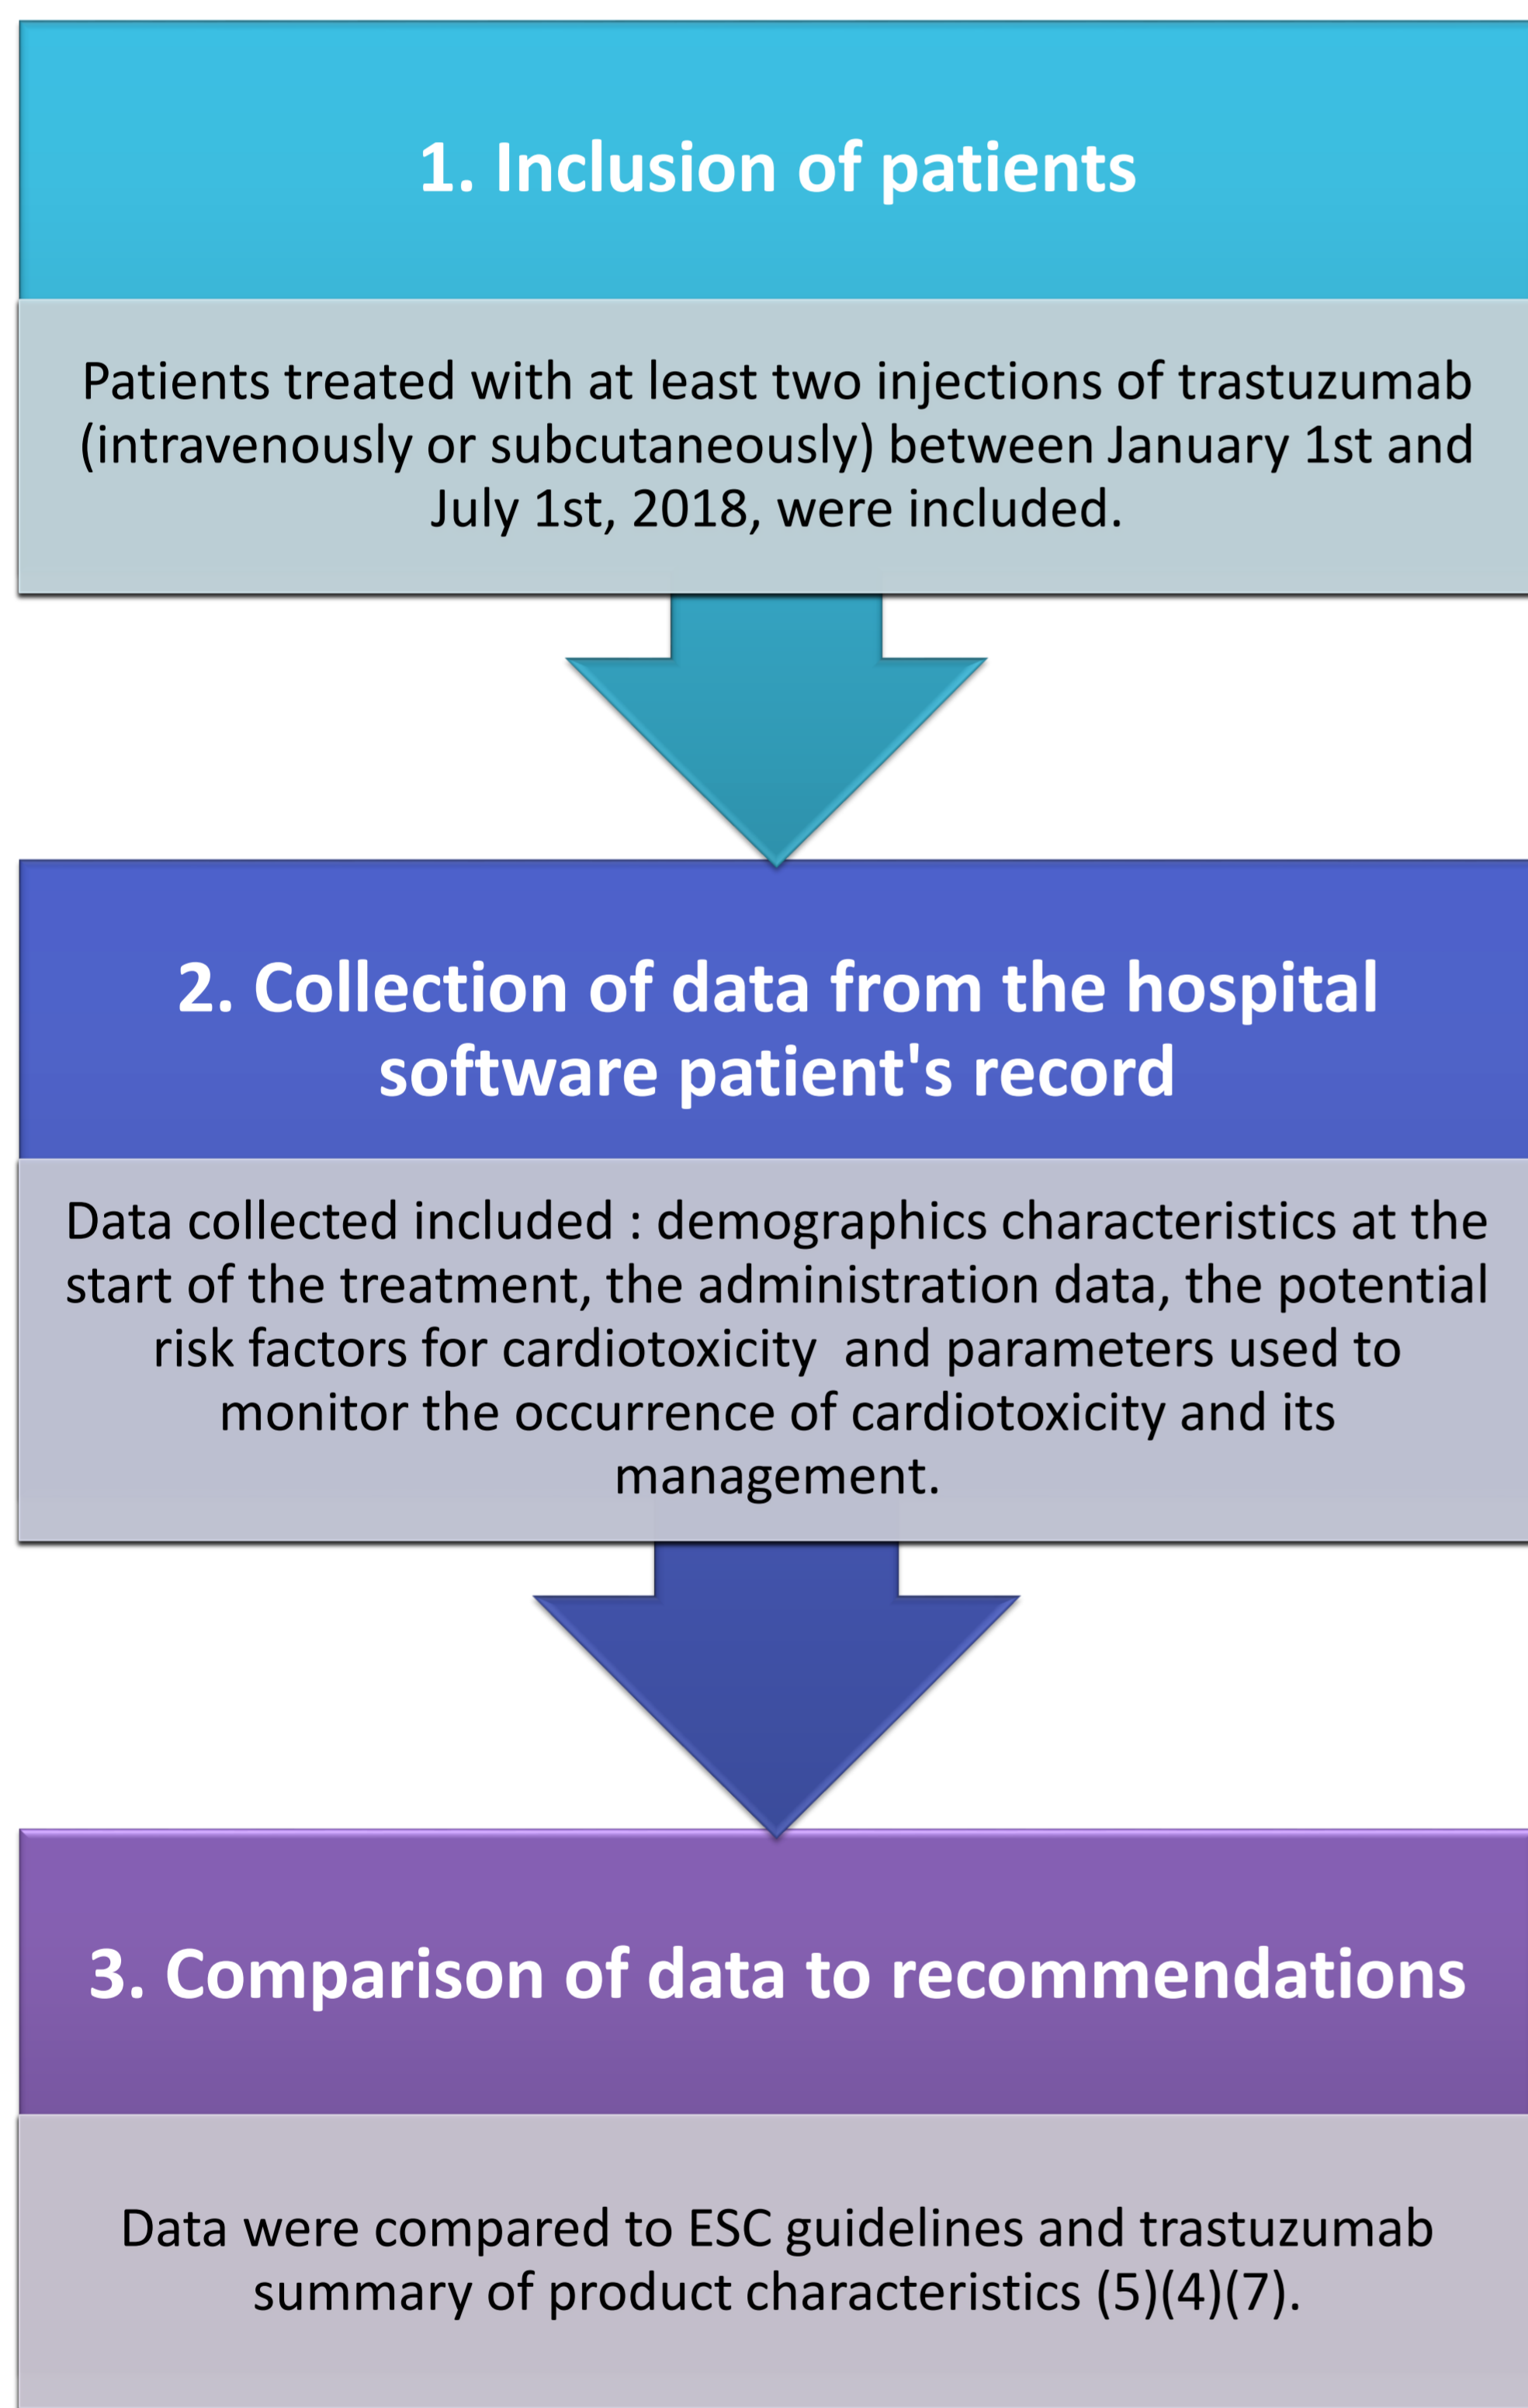 1. Inclusion of patients
Patients treated with at least two injections of trastuzumab
(intravenously or subcutaneously) between January 1st and
July 1st, 2018, were included.
2. Collection of data from the hospital
software patient's record
Data collected included : demographics characteristics at the
start of the treatment, the administration data, the potential
risk factors for cardiotoxicity  and parameters used to
monitor the occurrence of cardiotoxicity and its
management.
3. Comparison of data to recommendations
Data were compared to ESC guidelines and trastuzumab
summary of product characteristics (5)(4)(7).